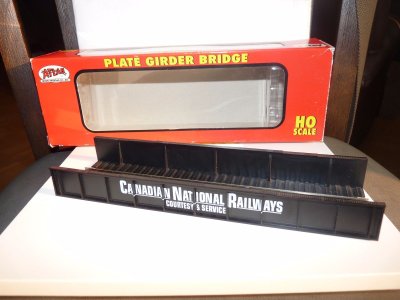 PLATE GIRDER BRIDGE
ATLAS
HO
SCALE
CANADIAN NATIONAL RAILWAYS
COURTESY & SERVICE